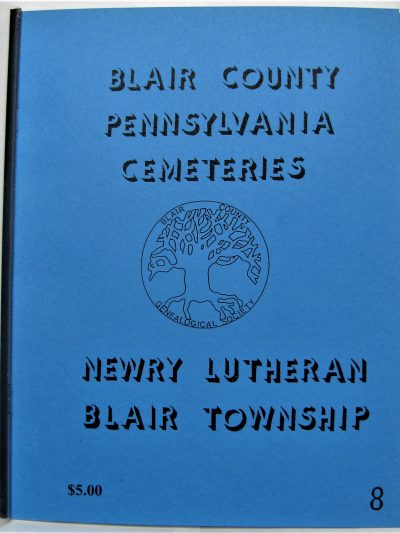 BLAIR COUNTY
PENNSYLVANIA
CEMETERIES
BLAIR COUNTY
GENEALOGICAL SOCIETY
NEWRY LUTHERAN
BLAIR TOWNSHIP
$5.00
8